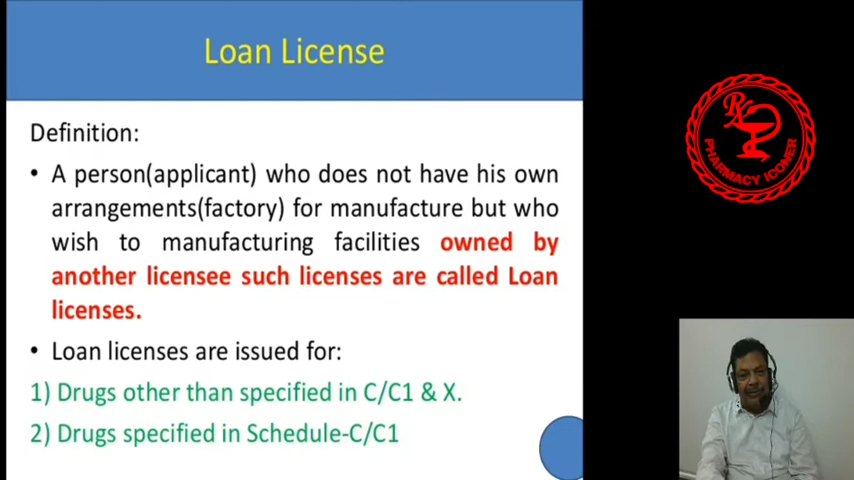 Loan License
Definition:
• A person(applicant) who does not have his own
arrangements(factory) for manufacture but who
wish to manufacturing facilities owned by
another licensee such licenses are called Loan
licenses.
• Loan licenses are issued for:
1) Drugs other than specified in C/C1 & X.
2) Drugs specified in Schedule-C/C1
RX
PHARMACY ICONER